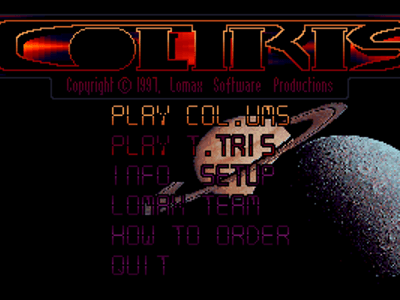 COLTRIS
Copyright © 1997, Lomax Software Productions
PLAY COL.UMS
PLAY T.TRIS
INFO, SETUP
LOMAX TEAM
HOW TO ORDER
QUIT